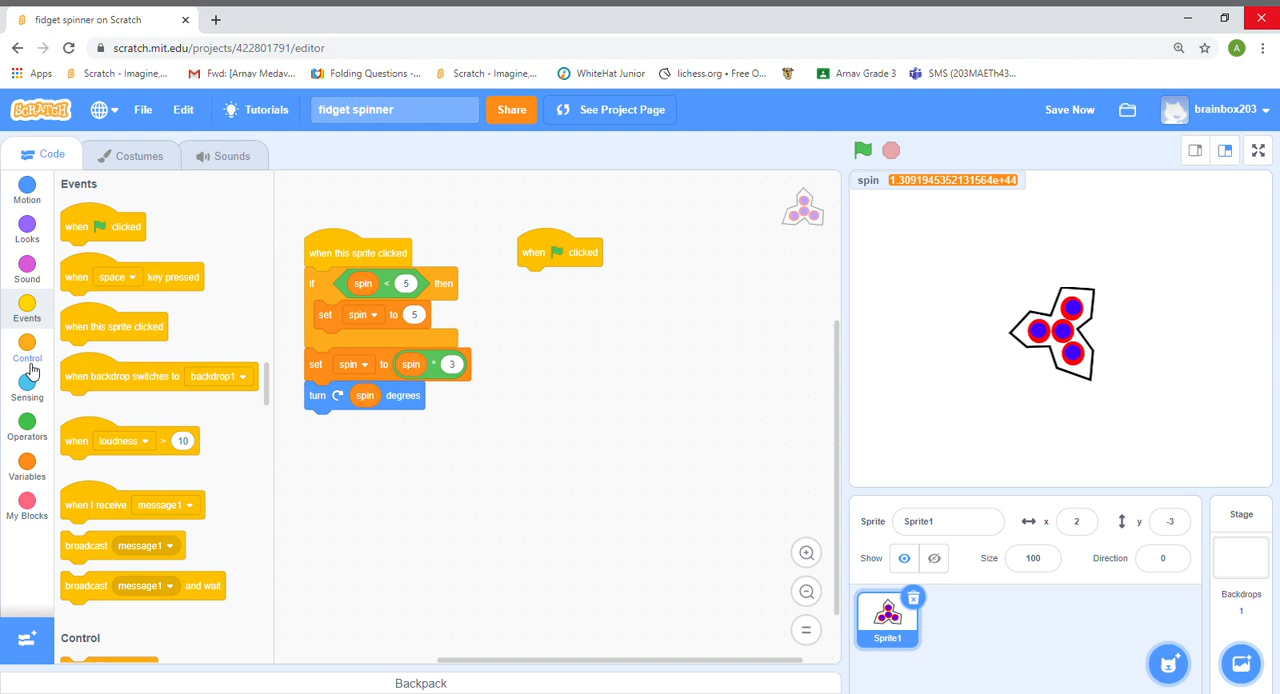 fidget spinner on Scratch
scratch.mit.edu/projects/422801791/editor
A
Apps Scratch - Imagine,... Fwd: [Arnav Medav... Folding Questions -... Scratch - Imagine,... WhiteHat Junior lichess.org • Free O... Arnav Grade 3 SMS (203MAETh43...
SCRATCH File Edit Tutorials fidget spinner Share See Project Page Save Now brainbox203
Code Costumes Sounds
Motion
Looks
Sound
Events
Control
Sensing
Operators
Variables
My Blocks
Events
when clicked
when space key pressed
when this sprite clicked
when backdrop switches to backdrop1
when loudness > 10
when I receive message1
broadcast message1
broadcast message1 and wait
Control
when this sprite clicked
if spin < 5 then
set spin to 5
set spin to spin * 3
turn spin degrees
when clicked
spin 1.3091945352131564e+44
Sprite Sprite1 x 2 y -3
Show Size 100 Direction 0
Sprite1
Stage
Backdrops
1
Backpack